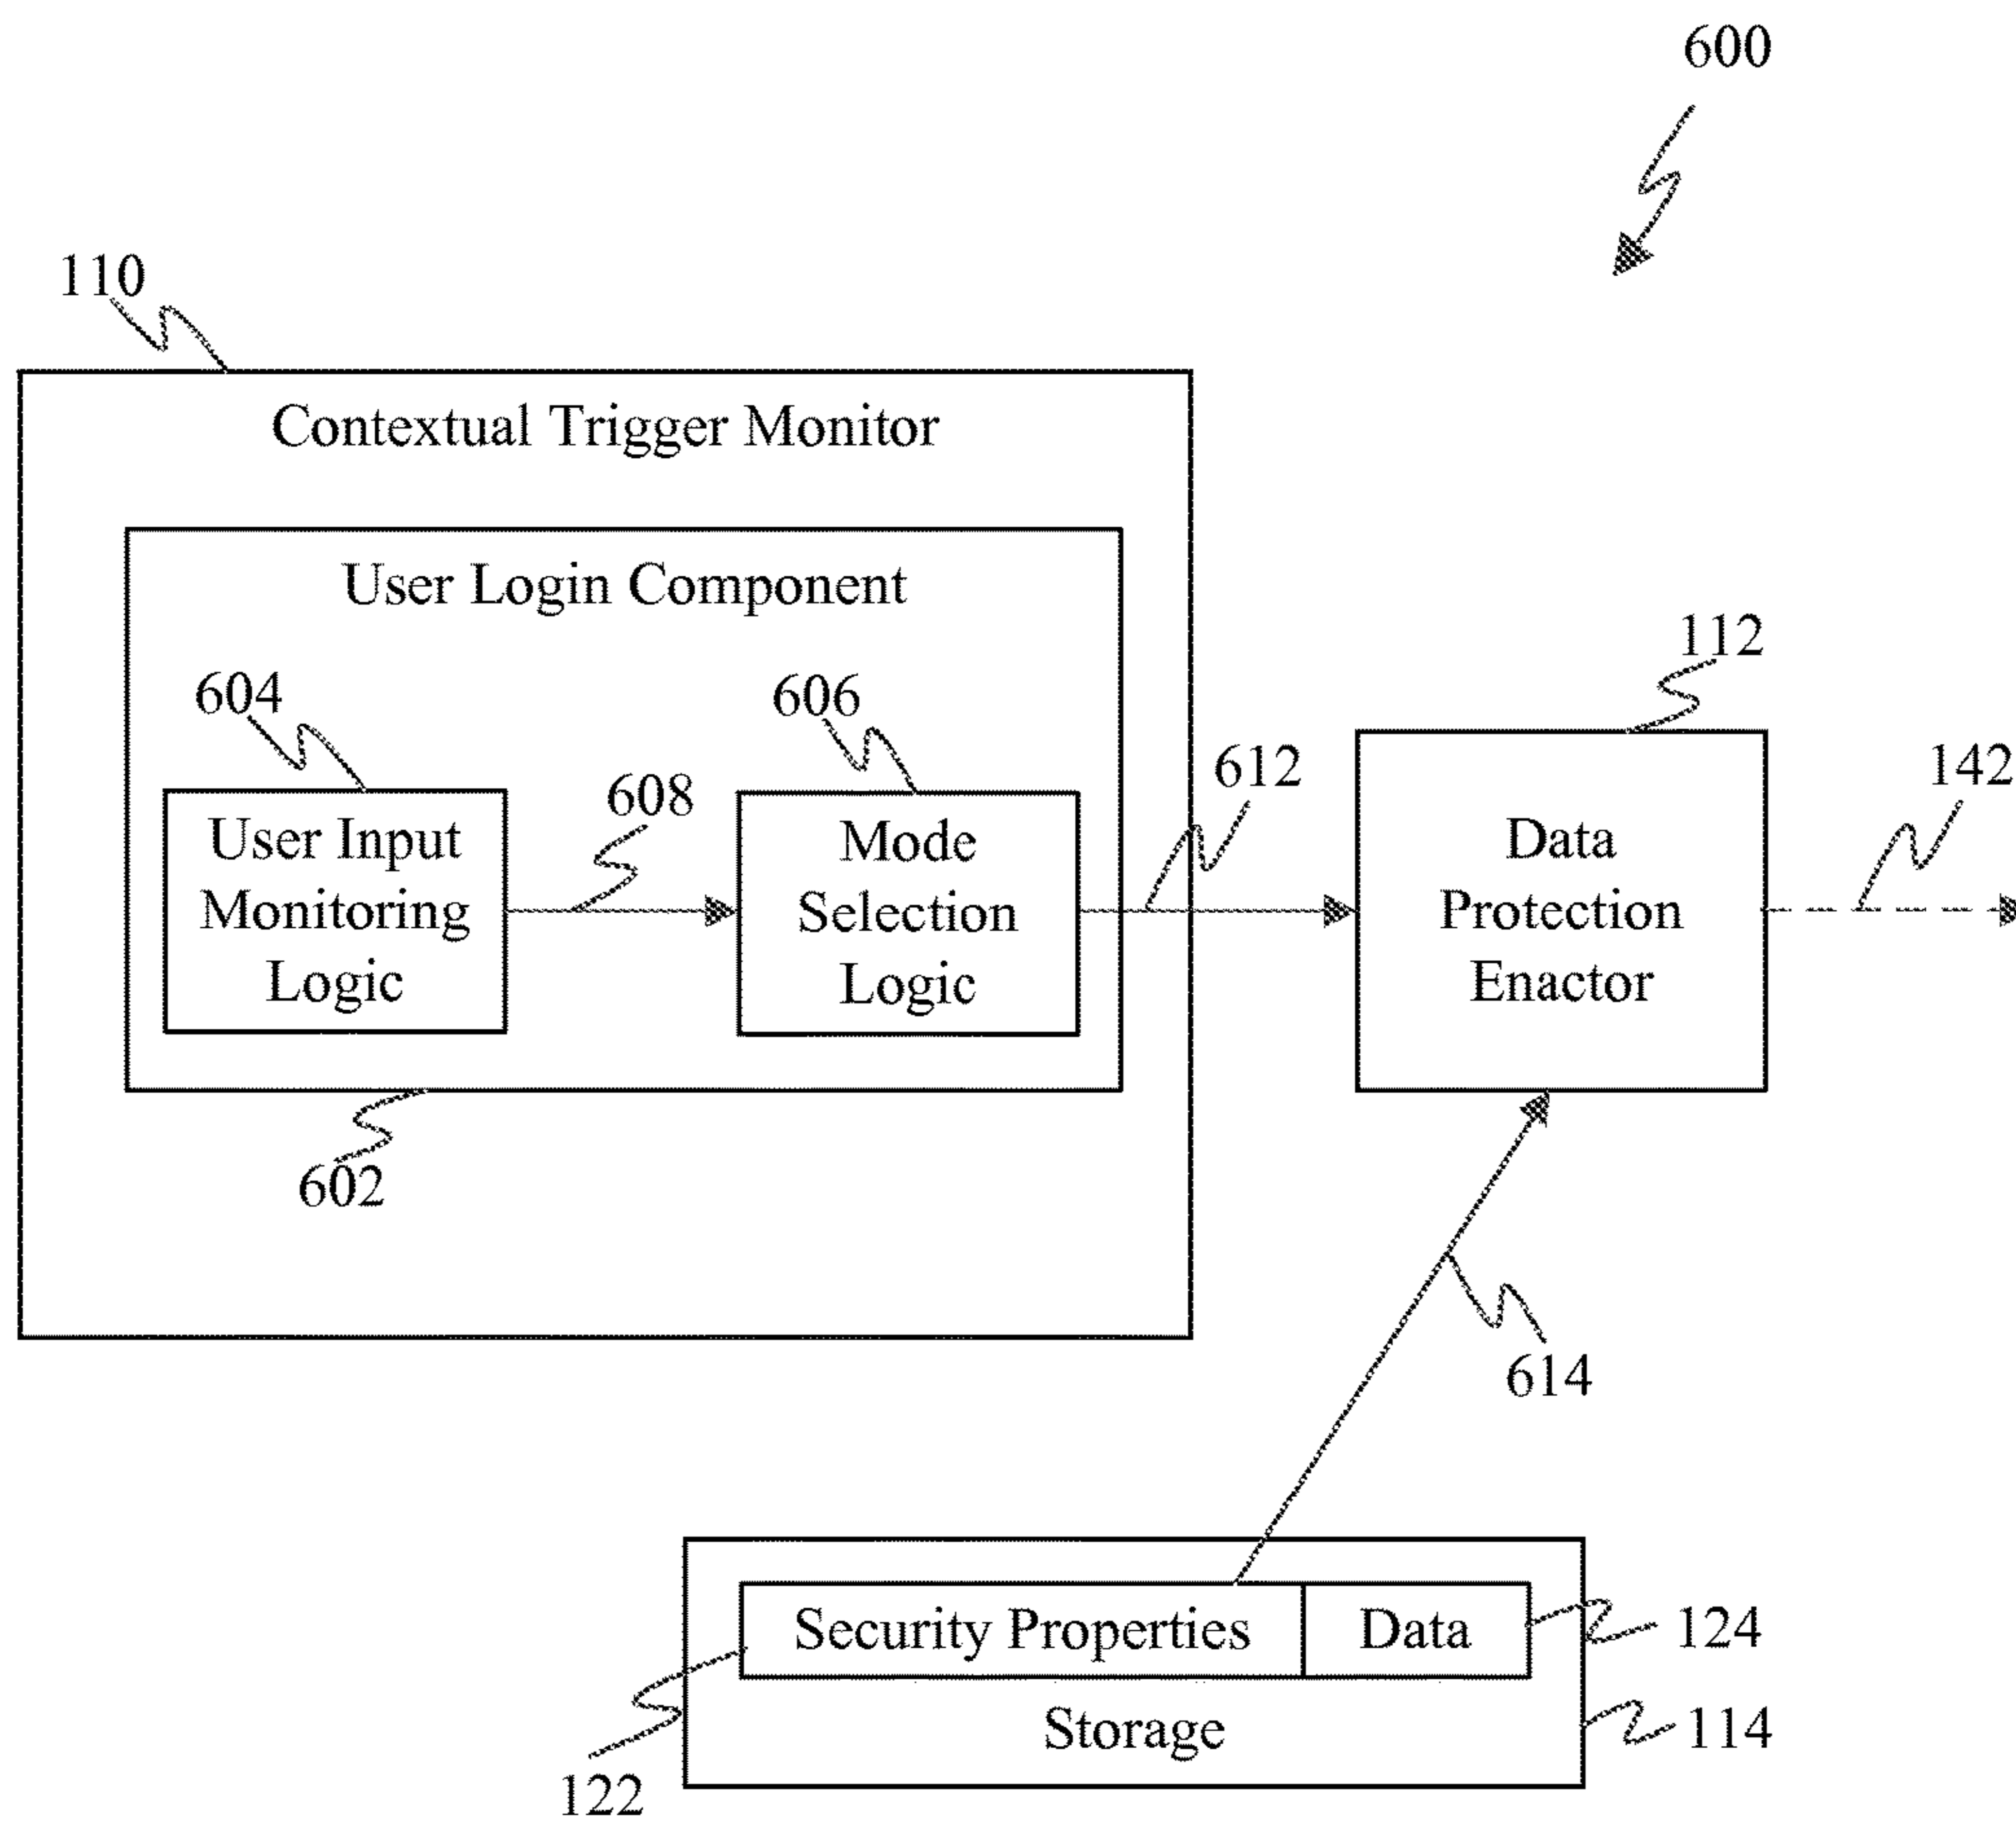 600
110
Contextual Trigger Monitor
User Login Component
604
606
608
612
112
142
User Input
Monitoring
Logic
Mode
Selection
Logic
Data
Protection
Enactor
602
614
Security Properties
Data
124
Storage
114
122